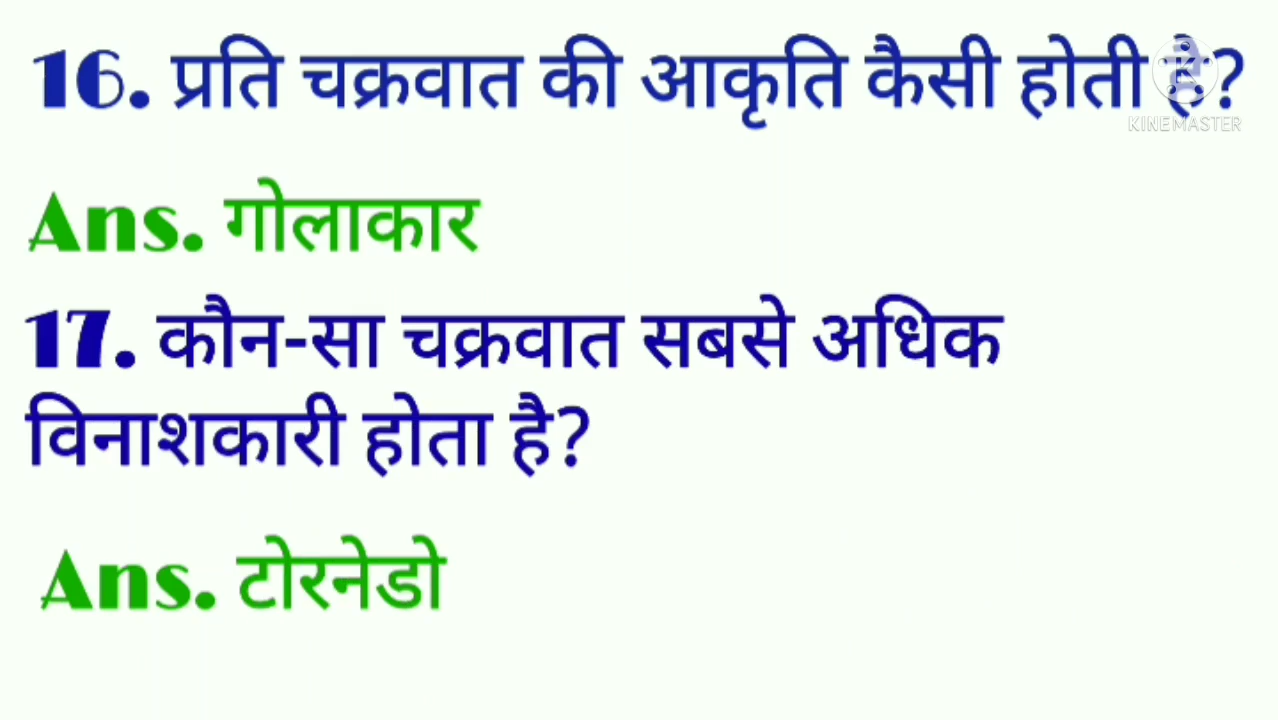 16. प्रति चक्रवात की आकृति कैसी होती है?
KINEMASTER
Ans. गोलाकार
17. कौन-सा चक्रवात सबसे अधिक
विनाशकारी होता है?
Ans. टोरनेडो